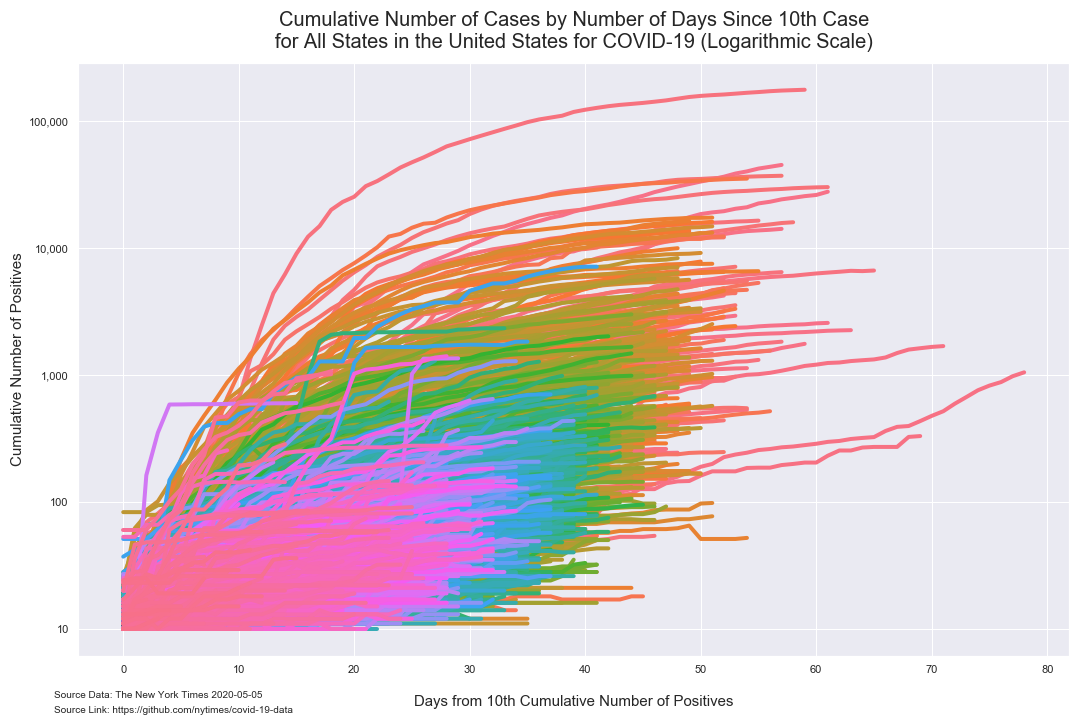 Cumulative Number of Cases by Number of Days Since 10th Case
for All States in the United States for COVID-19 (Logarithmic Scale)
Cumulative Number of Positives
100,000
10,000
1,000
100
10
0 10 20 30 40 50 60 70 80
Days from 10th Cumulative Number of Positives
Source Data: The New York Times 2020-05-05
Source Link: https://github.com/nytimes/covid-19-data